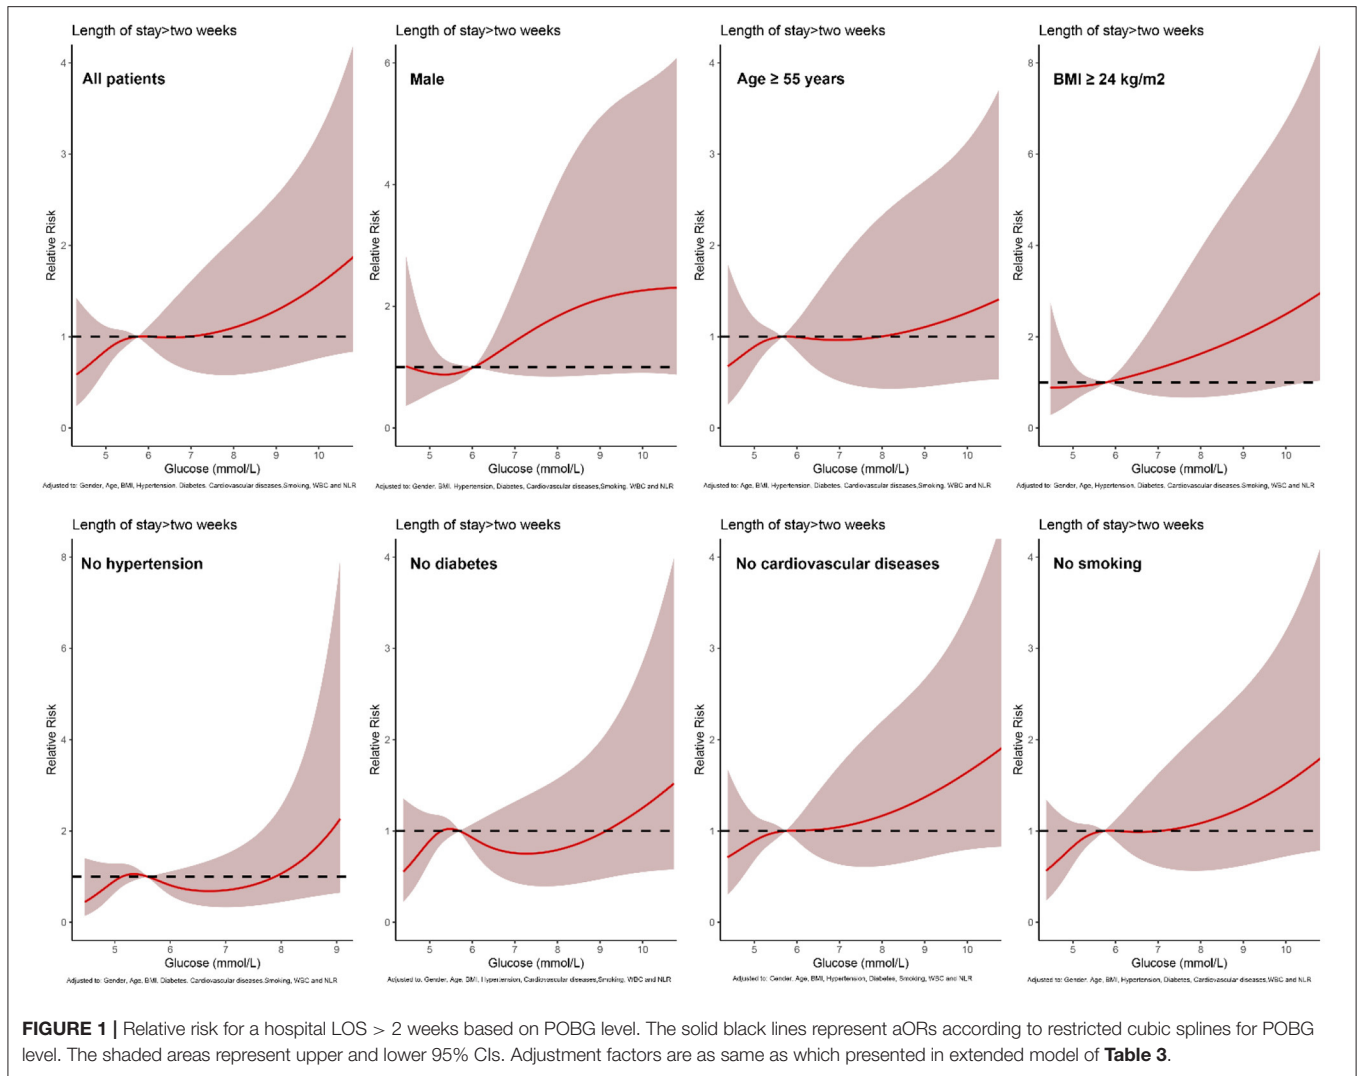 Length of stay>two weeks
All patients
Relative Risk
4
3
2
1
0
5 6 7 8 9 10
Glucose (mmol/L)
Adjusted to: Gender, Age, BMI, Hypertension, Diabetes, Cardiovascular diseases,Smoking, WBC and NLR
Length of stay>two weeks
Male
Relative Risk
6
4
2
0
5 6 7 8 9 10
Glucose (mmol/L)
Adjusted to: Gender, BMI, Hypertension, Diabetes, Cardiovascular diseases,Smoking, WBC and NLR
Length of stay>two weeks
Age ≥ 55 years
Relative Risk
4
3
2
1
0
5 6 7 8 9 10
Glucose (mmol/L)
Adjusted to: Age, BMI, Hypertension, Diabetes, Cardiovascular diseases,Smoking, WBC and NLR
Length of stay>two weeks
BMI ≥ 24 kg/m2
Relative Risk
8
6
4
2
0
5 6 7 8 9 10
Glucose (mmol/L)
Adjusted to: Gender, Age, Hypertension, Diabetes, Cardiovascular diseases,Smoking, WBC and NLR
Length of stay>two weeks
No hypertension
Relative Risk
8
6
4
2
0
5 6 7 8 9
Glucose (mmol/L)
Adjusted to: Gender, Age, BMI, Diabetes, Cardiovascular diseases,Smoking, WBC and NLR
Length of stay>two weeks
No diabetes
Relative Risk
4
3
2
1
0
5 6 7 8 9 10
Glucose (mmol/L)
Adjusted to: Gender, Age, BMI, Hypertension, Cardiovascular diseases,Smoking, WBC and NLR
Length of stay>two weeks
No cardiovascular diseases
Relative Risk
4
3
2
1
0
5 6 7 8 9 10
Glucose (mmol/L)
Adjusted to: Gender, Age, BMI, Hypertension, Diabetes, Smoking, WBC and NLR
Length of stay>two weeks
No smoking
Relative Risk
4
3
2
1
0
5 6 7 8 9 10
Glucose (mmol/L)
Adjusted to: Gender, Age, BMI, Hypertension, Diabetes, Cardiovascular diseases,WBC and NLR
FIGURE 1 | Relative risk for a hospital LOS > 2 weeks based on POBG level. The solid black lines represent aORs according to restricted cubic splines for POBG
level. The shaded areas represent upper and lower 95% CIs. Adjustment factors are as same as which presented in extended model of Table 3.